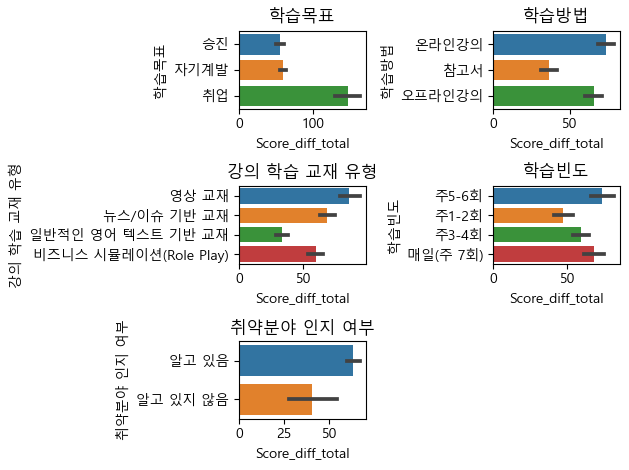 학습목표
학습목표
승진
자기계발
취업
0
100
Score_diff_total
학습방법
학습방법
온라인강의
참고서
오프라인강의
0
50
Score_diff_total
강의 학습 교재 유형
강의 학습 교재 유형
영상 교재
뉴스/이슈 기반 교재
일반적인 영어 텍스트 기반 교재
비즈니스 시뮬레이션(Role Play)
0
50
Score_diff_total
학습빈도
학습빈도
주5-6회
주1-2회
주3-4회
매일(주 7회)
0
50
Score_diff_total
취약분야 인지 여부
취약분야 인지 여부
알고 있음
알고 있지 않음
0
25
50
Score_diff_total